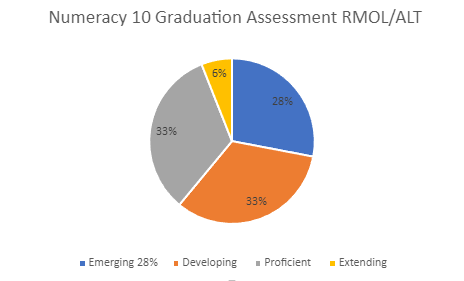 Numeracy 10 Graduation Assessment RMOL/ALT
6%
28%
33%
33%
Emerging 28% Developing Proficient Extending